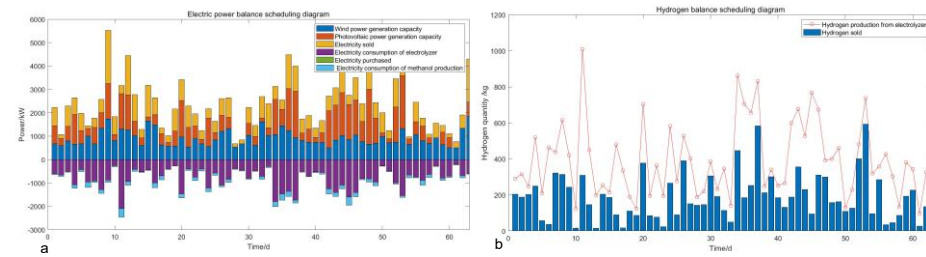 Electric power balance scheduling diagram
6000
5000
4000
3000
2000
1000
0
-1000
-2000
-3000
Power/kW
Wind power generation capacity
Photovoltaic power generation capacity
Electricity sold
Electricity consumption of electrolyzer
Electricity purchased
Electricity consumption of methanol production
0 10 20 30 40 50 60
Time/d
a
Hydrogen balance scheduling diagram
1200
1000
800
600
400
200
0
Hydrogen quantity /kg
Hydrogen production from electrolyzer
Hydrogen sold
0 10 20 30 40 50 60
Time/d
b